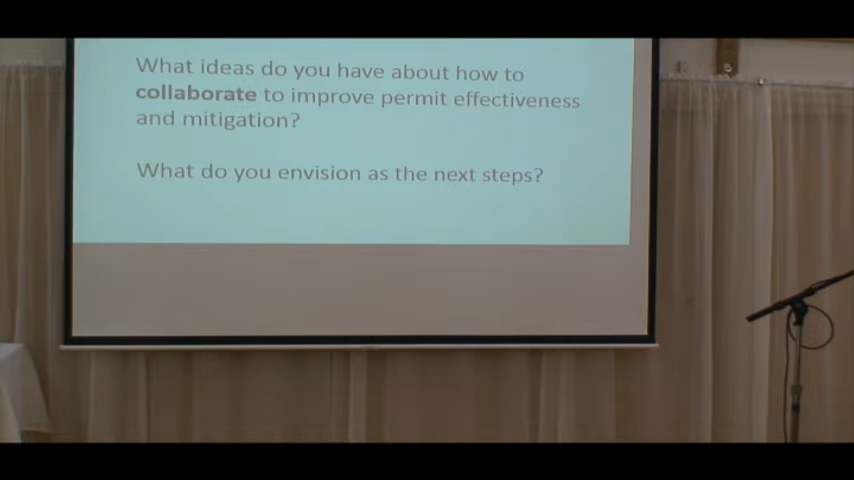 What ideas do you have about how to
collaborate to improve permit effectiveness
and mitigation?
What do you envision as the next steps?